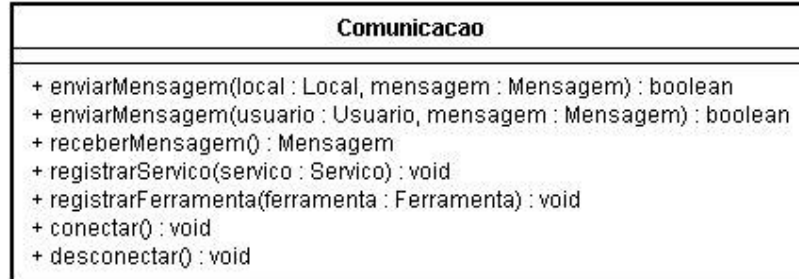 Comunicacao
+ enviarMensagem(local : Local, mensagem : Mensagem) : boolean
+ enviarMensagem(usuario : Usuario, mensagem : Mensagem) : boolean
+ receberMensagem() : Mensagem
+ registrarServico(servico : Servico) : void
+ registrarFerramenta(ferramenta : Ferramenta) : void
+ conectar() : void
+ desconectar() : void